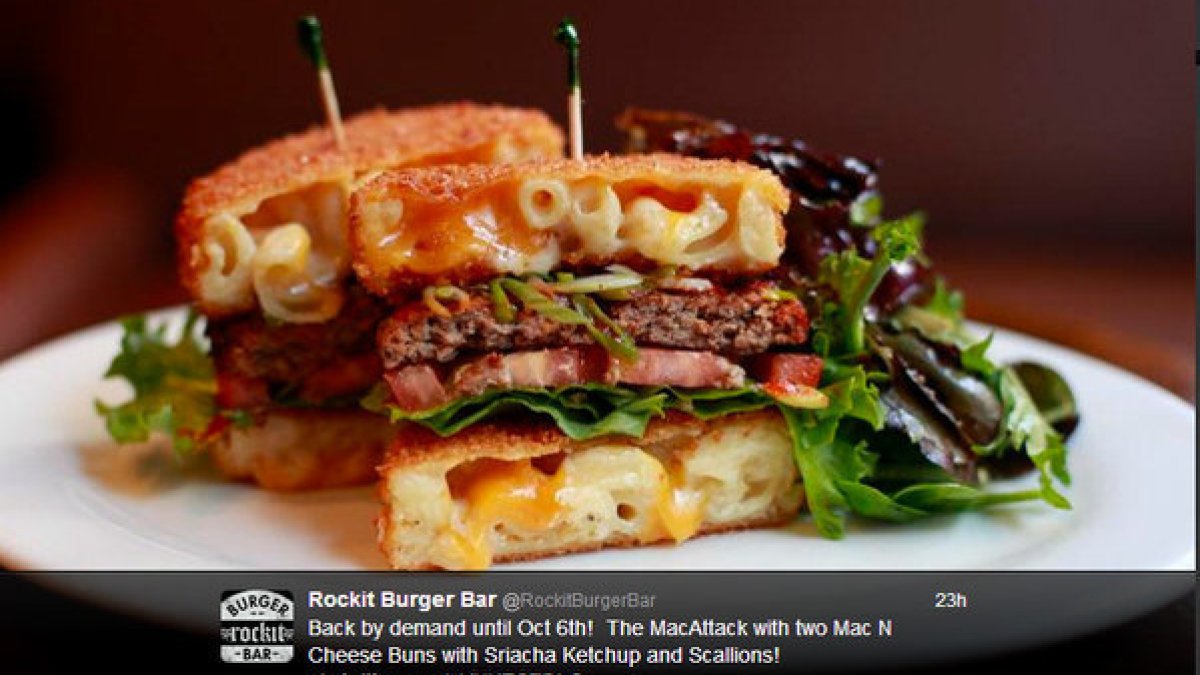 BURGER
rockit
BAR
Rockit Burger Bar @RockitBurgerBar 23h
Back by demand until Oct 6th! The MacAttack with two Mac N
Cheese Buns with Sriacha Ketchup and Scallions!